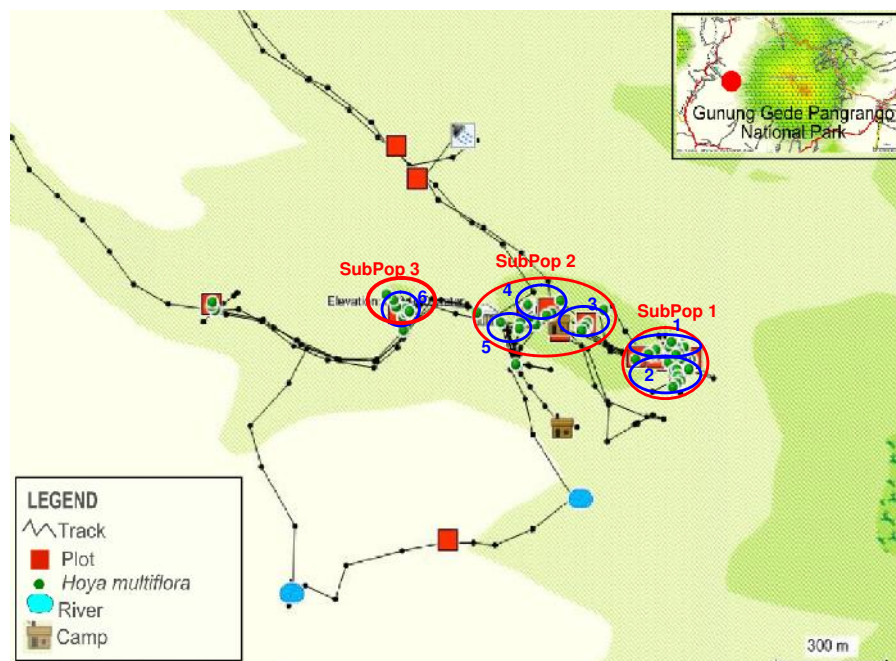 Gunung Gede Pangrango
National Park
SubPop 2
SubPop 3
4
6
Elevation
3
SubPop 1
1
5
2
LEGEND
Track
Plot
Hoya multiflora
River
Camp
300 m